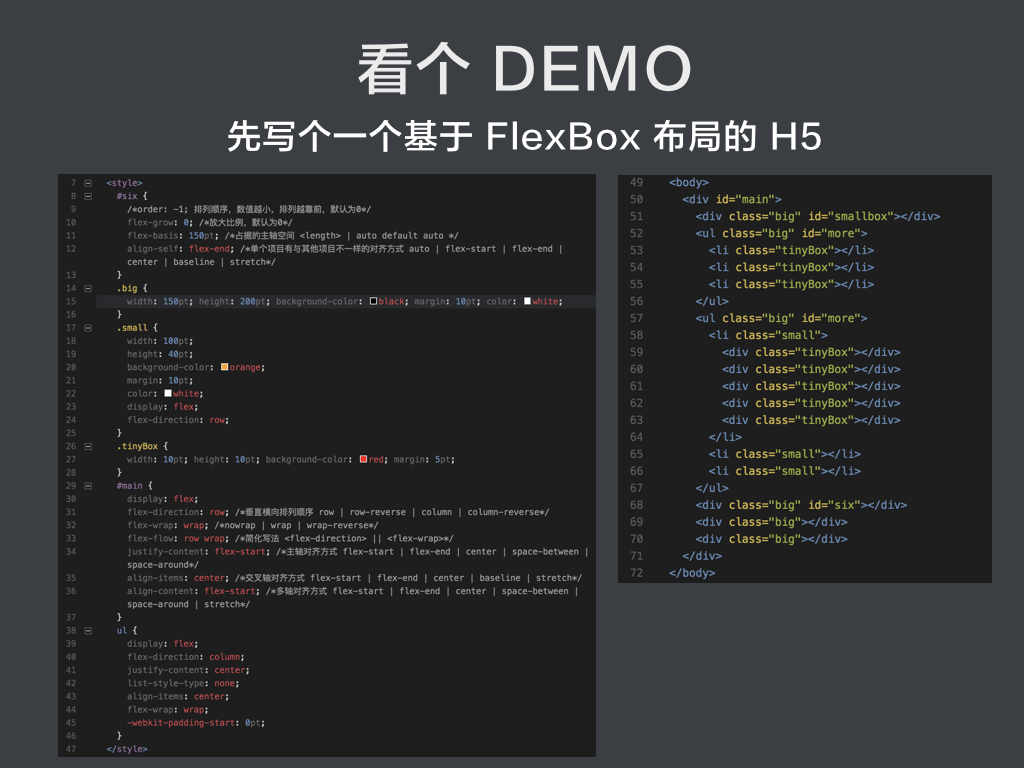 看个 DEMO
先写个一个基于 FlexBox 布局的 H5
7 <style>
8 #six {
9 /*order: -1; 排列顺序，数值越小，排列越靠前，默认为0*/
10 flex-grow: 0; /*放大比例，默认为0*/
11 flex-basis: 150pt; /*占据的主轴空间 <length> | auto default auto */
12 align-self: flex-end; /*单个项目有与其他项目不一样的对齐方式 auto | flex-start | flex-end |
center | baseline | stretch*/
13 }
14 .big {
15 width: 150pt; height: 200pt; background-color: black; margin: 10pt; color: white;
16 }
17 .small {
18 width: 100pt;
19 height: 40pt;
20 background-color: orange;
21 margin: 10pt;
22 color: white;
23 display: flex;
24 flex-direction: row;
25 }
26 .tinyBox {
27 width: 10pt; height: 10pt; background-color: red; margin: 5pt;
28 }
29 #main {
30 display: flex;
31 flex-direction: row; /*垂直横向排列顺序 row | row-reverse | column | column-reverse*/
32 flex-wrap: wrap; /*nowrap | wrap | wrap-reverse*/
33 flex-flow: row wrap; /*简化写法 <flex-direction> || <flex-wrap>*/
34 justify-content: flex-start; /*主轴对齐方式 flex-start | flex-end | center | space-between |
space-around*/
35 align-items: center; /*交叉轴对齐方式 flex-start | flex-end | center | baseline | stretch*/
36 align-content: flex-start; /*多轴对齐方式 flex-start | flex-end | center | space-between |
space-around | stretch*/
37 }
38 ul {
39 display: flex;
40 flex-direction: column;
41 justify-content: center;
42 list-style-type: none;
43 align-items: center;
44 flex-wrap: wrap;
45 -webkit-padding-start: 0pt;
46 }
47 </style>
49 <body>
50 <div id="main">
51 <div class="big" id="smallbox"></div>
52 <ul class="big" id="more">
53 <li class="tinyBox"></li>
54 <li class="tinyBox"></li>
55 <li class="tinyBox"></li>
56 </ul>
57 <ul class="big" id="more">
58 <li class="small">
59 <div class="tinyBox"></div>
60 <div class="tinyBox"></div>
61 <div class="tinyBox"></div>
62 <div class="tinyBox"></div>
63 <div class="tinyBox"></div>
64 </li>
65 <li class="small"></li>
66 <li class="small"></li>
67 </ul>
68 <div class="big" id="six"></div>
69 <div class="big"></div>
70 <div class="big"></div>
71 </div>
72 </body>